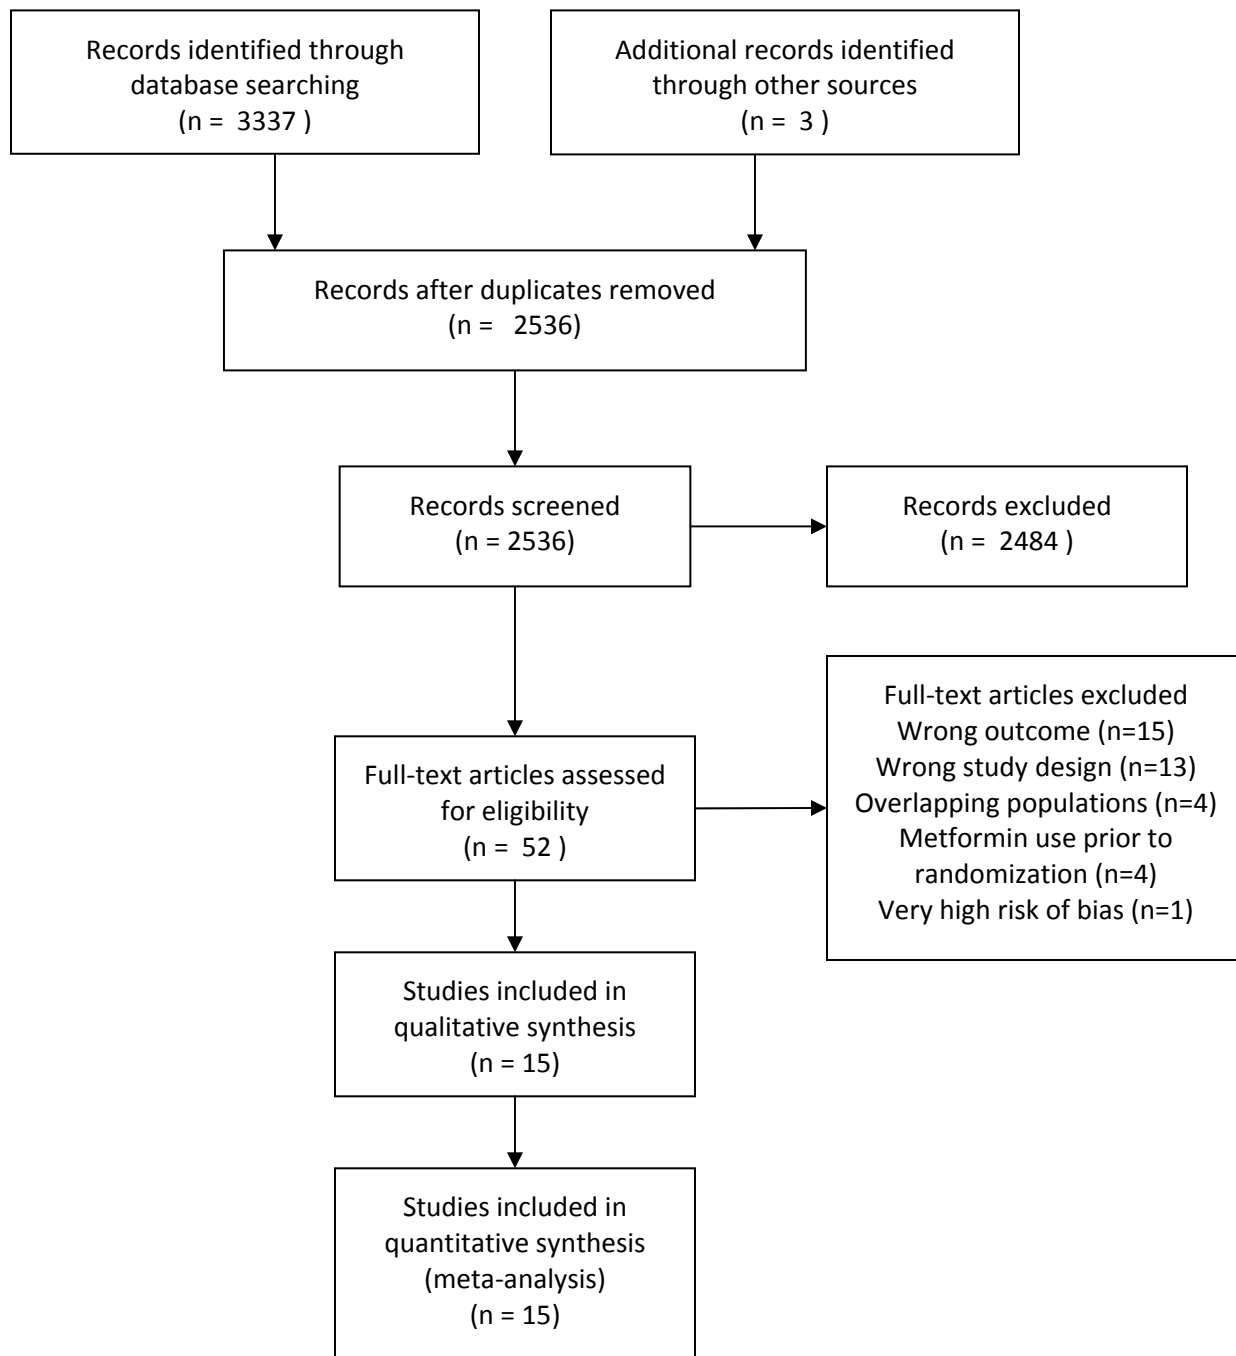 Records identified through
database searching
(n =  3337 )
Additional records identified
through other sources
(n =  3 )
Records after duplicates removed
(n =   2536)
Records screened
(n = 2536)
Records excluded
(n =  2484 )
Full-text articles assessed
for eligibility
(n =  52 )
Full-text articles excluded
Wrong outcome (n=15)
Wrong study design (n=13)
Overlapping populations (n=4)
Metformin use prior to
randomization (n=4)
Very high risk of bias (n=1)
Studies included in
qualitative synthesis
(n = 15)
Studies included in
quantitative synthesis
(meta-analysis)
(n = 15)